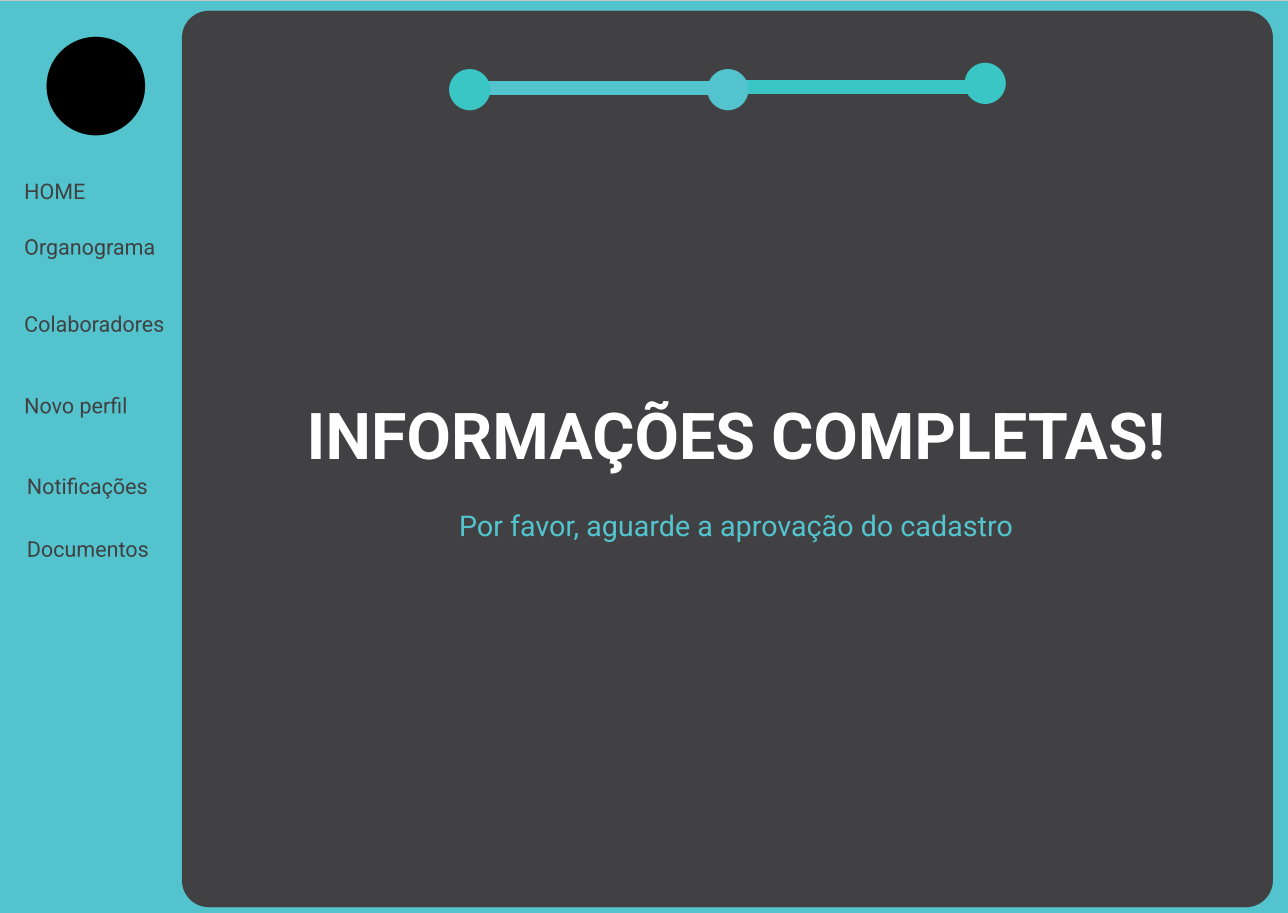 HOME
Organograma
Colaboradores
Novo perfil
Notificações
Documentos
INFORMAÇÕES COMPLETAS!
Por favor, aguarde a aprovação do cadastro